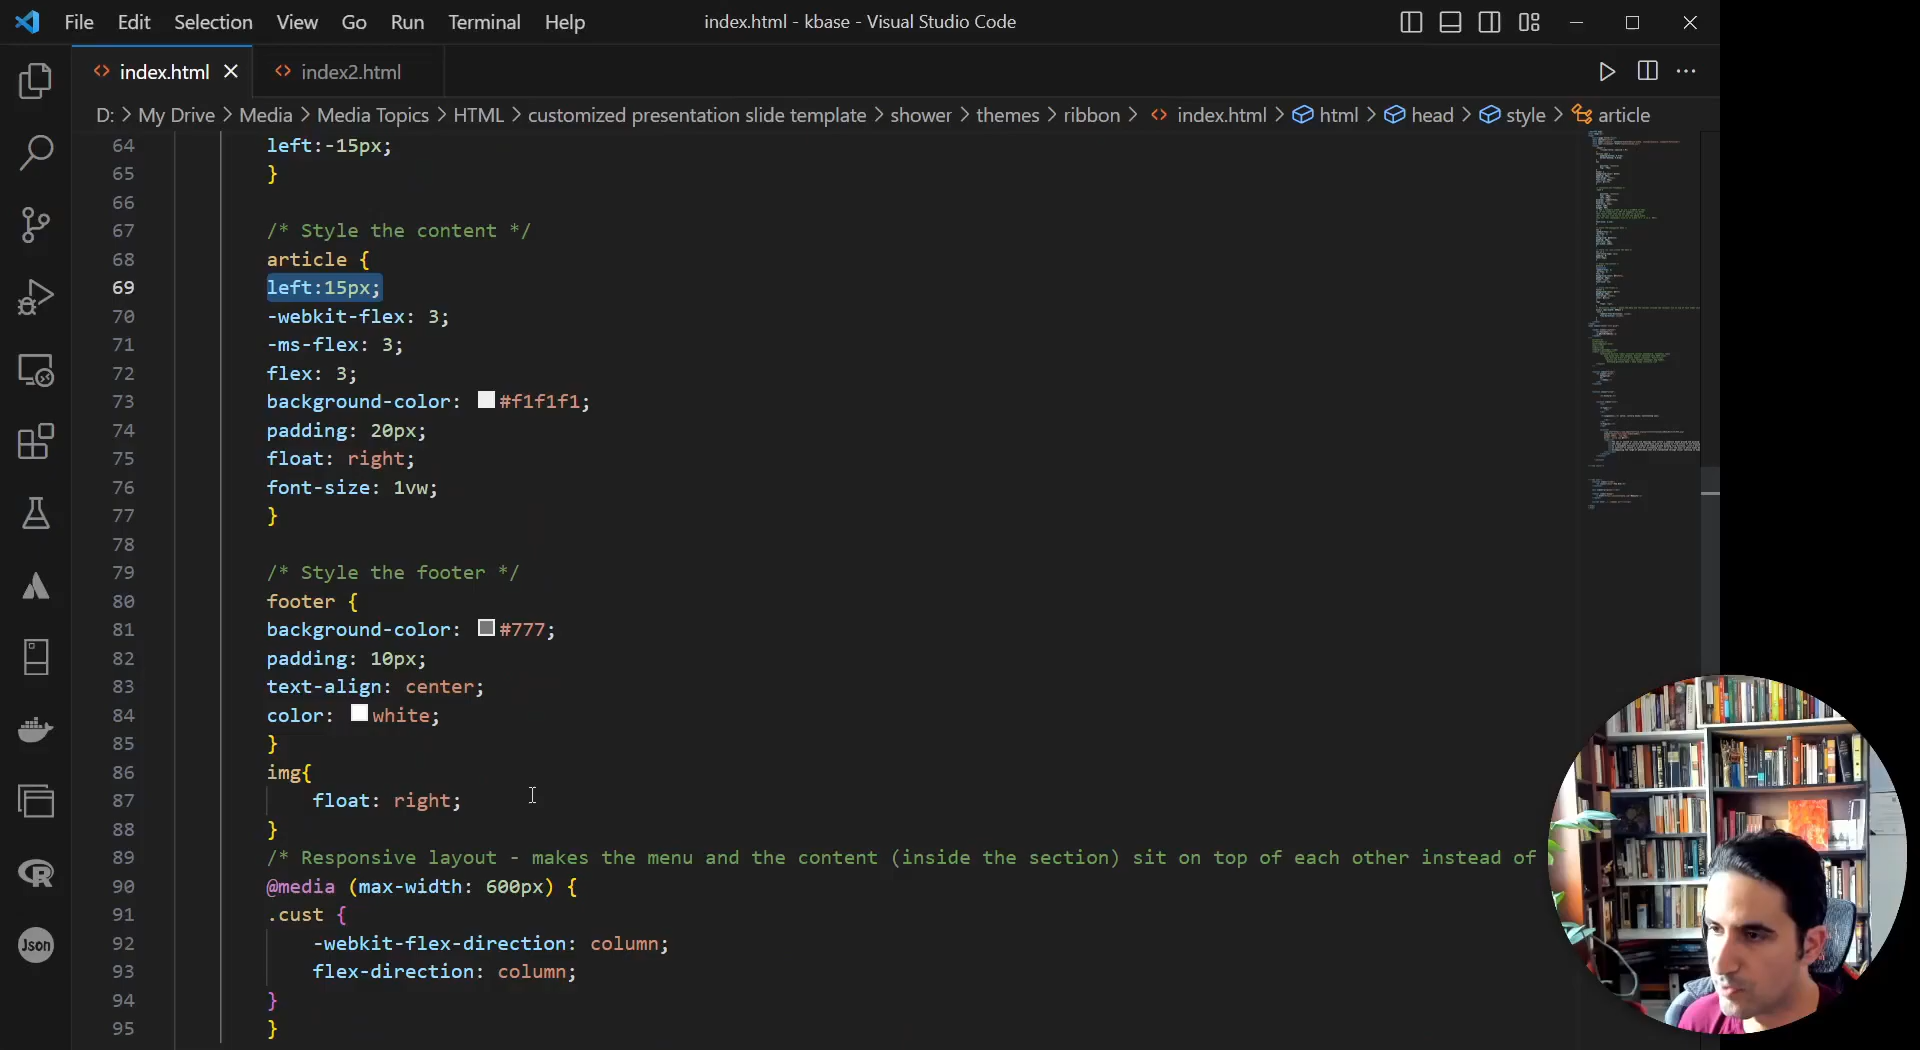 File Edit Selection View Go Run Terminal Help index.html - kbase - Visual Studio Code
index.html index2.html
D: > My Drive > Media > Media Topics > HTML > customized presentation slide template > shower > themes > ribbon > index.html > html > head > style > article
64 left:-15px;
65 }
66
67 /* Style the content */
68 article {
69 left:15px;
70 -webkit-flex: 3;
71 -ms-flex: 3;
72 flex: 3;
73 background-color: #f1f1f1;
74 padding: 20px;
75 float: right;
76 font-size: 1vw;
77 }
78
79 /* Style the footer */
80 footer {
81 background-color: #777;
82 padding: 10px;
83 text-align: center;
84 color: white;
85 }
86 img{
87 float: right;
88 }
89 /* Responsive layout - makes the menu and the content (inside the section) sit on top of each other instead of
90 @media (max-width: 600px) {
91 .cust {
92 -webkit-flex-direction: column;
93 flex-direction: column;
94 }
95 }
R
Json